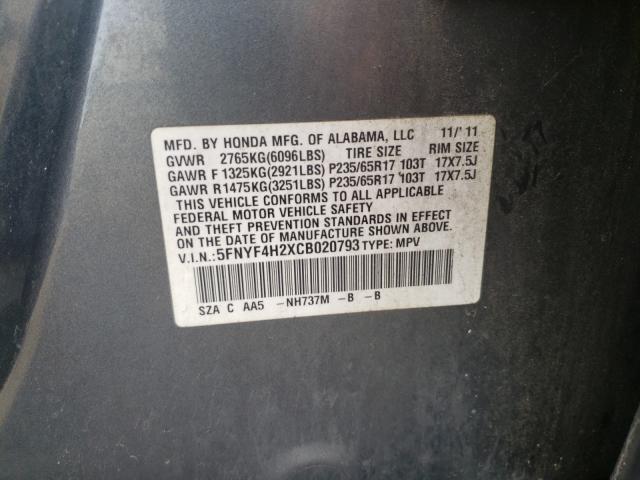 MFD. BY HONDA MFG. OF ALABAMA, LLC 11/'11
GVWR 2765KG(6096LBS) TIRE SIZE RIM SIZE
GAWR F 1325KG(2921LBS) P235/65R17 103T 17X7.5J
GAWR R 1475KG(3251LBS) P235/65R17 103T 17X7.5J
THIS VEHICLE CONFORMS TO ALL APPLICABLE
FEDERAL MOTOR VEHICLE SAFETY
AND THEFT PREVENTION STANDARDS IN EFFECT
ON THE DATE OF MANUFACTURE SHOWN ABOVE.
V.I.N.: 5FNYF4H2XCB020793 TYPE: MPV
SZA C AA5 -NH737M -B -B